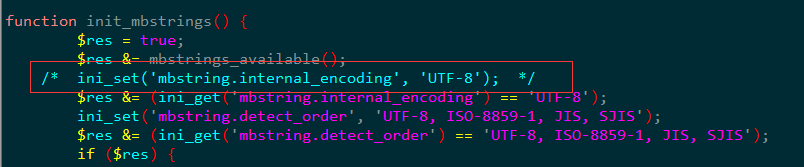 function init_mbstrings() {
$res = true;
$res &= mbstrings_available();
/*  ini_set('mbstring.internal_encoding', 'UTF-8');  */
$res &= (ini_get('mbstring.internal_encoding') == 'UTF-8');
ini_set('mbstring.detect_order', 'UTF-8, ISO-8859-1, JIS, SJIS');
$res &= (ini_get('mbstring.detect_order') == 'UTF-8, ISO-8859-1, JIS, SJIS');
if ($res) {